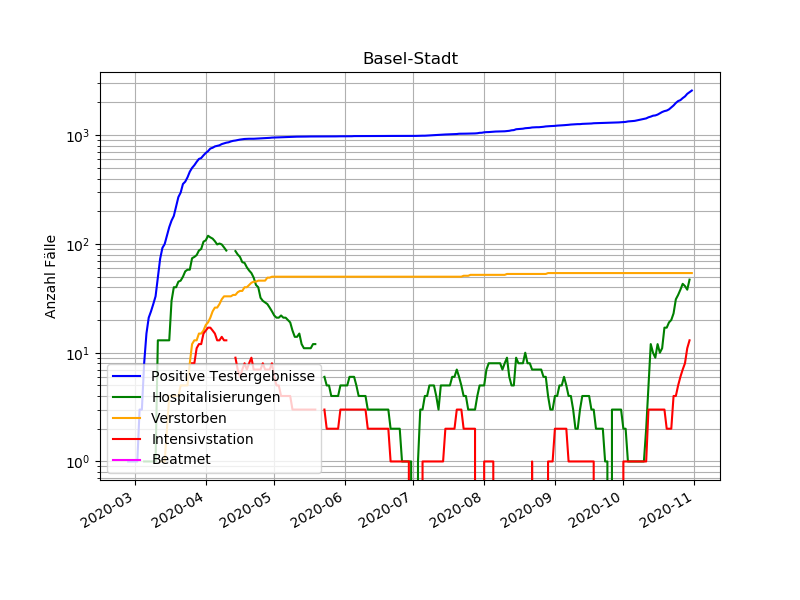 Basel-Stadt
Anzahl Fälle
10³
10²
10¹
10⁰
Positive Testergebnisse
Hospitalisierungen
Verstorben
Intensivstation
Beatmet
2020-03
2020-04
2020-05
2020-06
2020-07
2020-08
2020-09
2020-10
2020-11